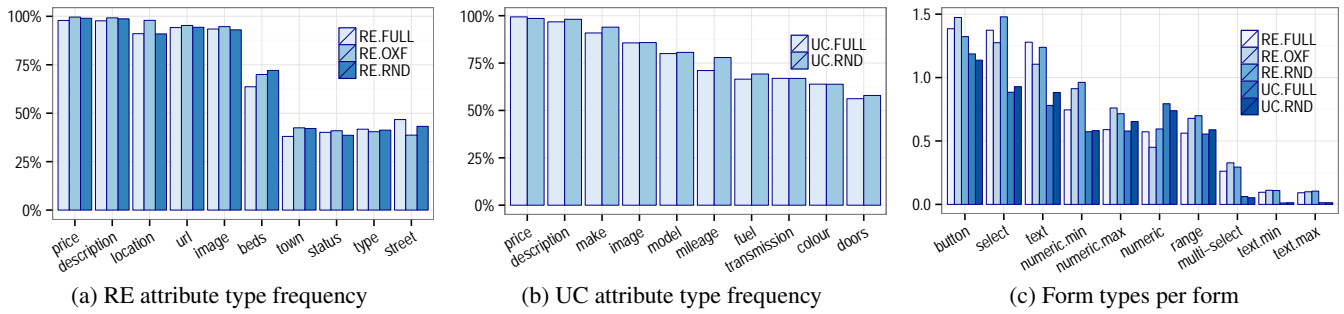 100%
75%
50%
25%
0%
RE.FULL
RE.OXF
RE.RND
price
description
location
url
image
beds
town
status
type
street
(a) RE attribute type frequency
100%
75%
50%
25%
0%
UC.FULL
UC.RND
price
description
make
image
model
mileage
fuel
transmission
colour
doors
(b) UC attribute type frequency
1.5
1.0
0.5
0.0
RE.FULL
RE.OXF
RE.RND
UC.FULL
UC.RND
button
select
text
numeric.min
numeric.max
numeric
range
multi-select
text.min
text.max
(c) Form types per form